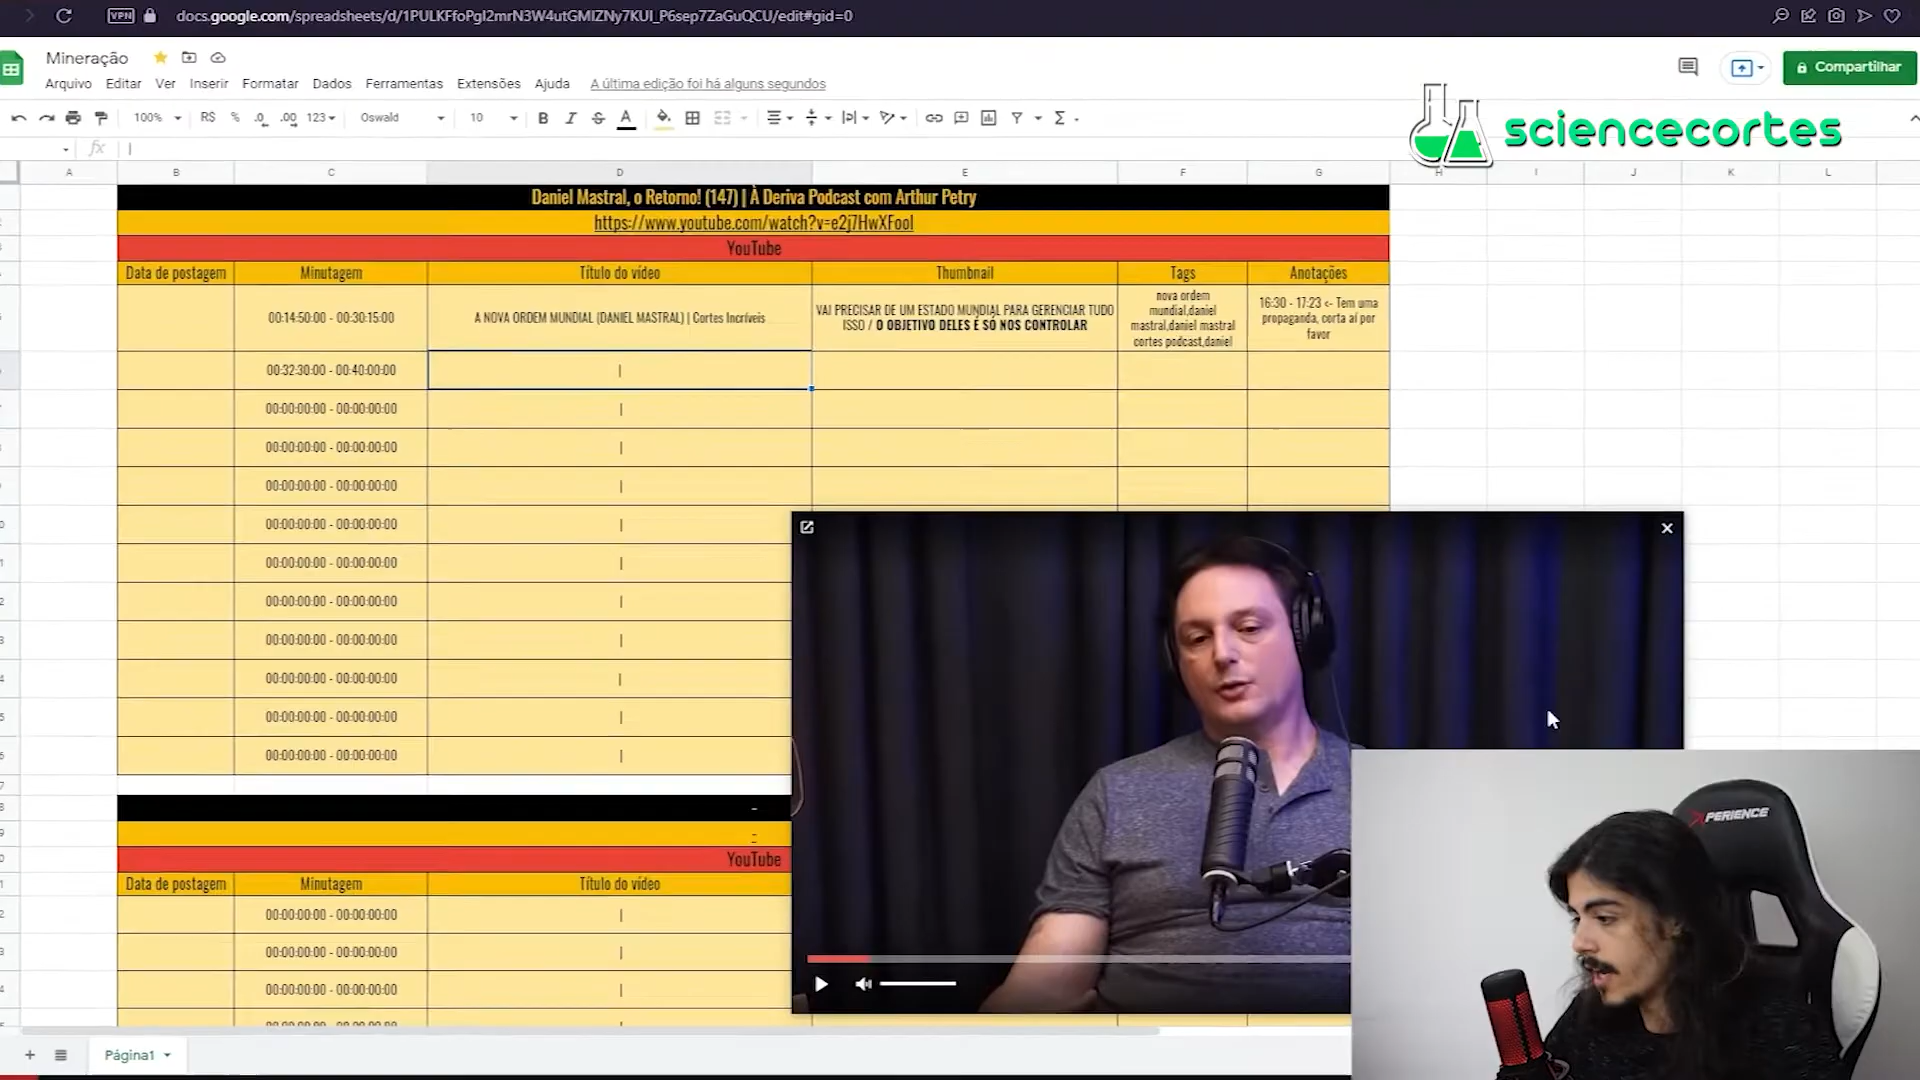 VPN
docs.google.com/spreadsheets/d/1PULKFfoPgI2mrN3W4utGMIZNy7KUI_P6sep7ZaGuQCU/edit#gid=0
Mineração
Arquivo Editar Ver Inserir Formatar Dados Ferramentas Extensões Ajuda A última edição foi há alguns segundos
Compartilhar
100% R$ % .0 .00 123 Oswald 10 B I S A
sciencecortes
fx |
A B C D E F G H I J K L
Daniel Mastral, o Retorno! (147) | À Deriva Podcast com Arthur Petry
https://www.youtube.com/watch?v=e2j7HwXFooI
YouTube
Data de postagem Minutagem Título do vídeo Thumbnail Tags Anotações
00:14:50:00 - 00:30:15:00
A NOVA ORDEM MUNDIAL (DANIEL MASTRAL) | Cortes Incríveis
VAI PRECISAR DE UM ESTADO MUNDIAL PARA GERENCIAR TUDO
ISSO / O OBJETIVO DELES É SÓ NOS CONTROLAR
nova ordem
mundial,daniel
mastral,daniel mastral
cortes podcast,daniel
16:30 - 17:23 <- Tem uma
propaganda, corta aí por
favor
00:32:30:00 - 00:40:00:00 |
00:00:00:00 - 00:00:00:00 |
00:00:00:00 - 00:00:00:00 |
00:00:00:00 - 00:00:00:00 |
00:00:00:00 - 00:00:00:00 |
00:00:00:00 - 00:00:00:00 |
00:00:00:00 - 00:00:00:00 |
00:00:00:00 - 00:00:00:00 |
00:00:00:00 - 00:00:00:00 |
00:00:00:00 - 00:00:00:00 |
00:00:00:00 - 00:00:00:00 |
-
-
YouTube
Data de postagem Minutagem Título do vídeo
00:00:00:00 - 00:00:00:00 |
00:00:00:00 - 00:00:00:00 |
00:00:00:00 - 00:00:00:00 |
XPERIENCE
Página1